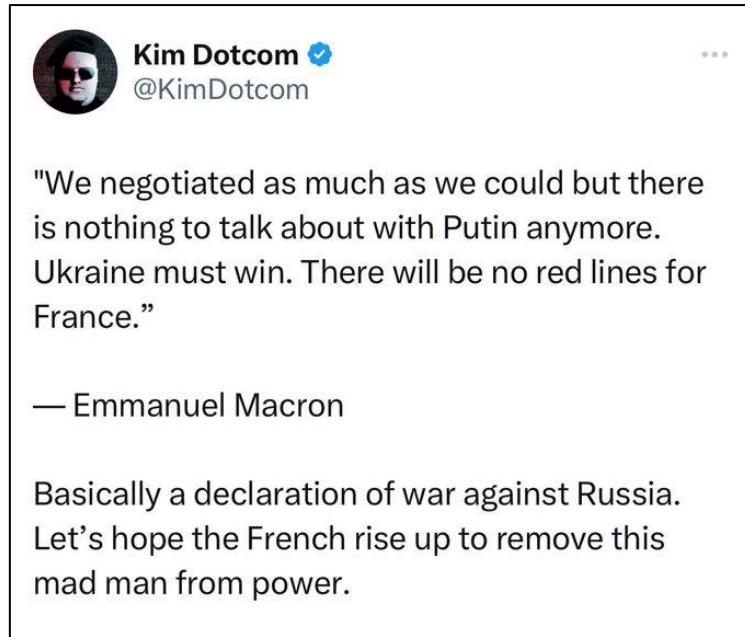 Kim Dotcom
@KimDotcom
"We negotiated as much as we could but there
is nothing to talk about with Putin anymore.
Ukraine must win. There will be no red lines for
France.”
— Emmanuel Macron
Basically a declaration of war against Russia.
Let’s hope the French rise up to remove this
mad man from power.